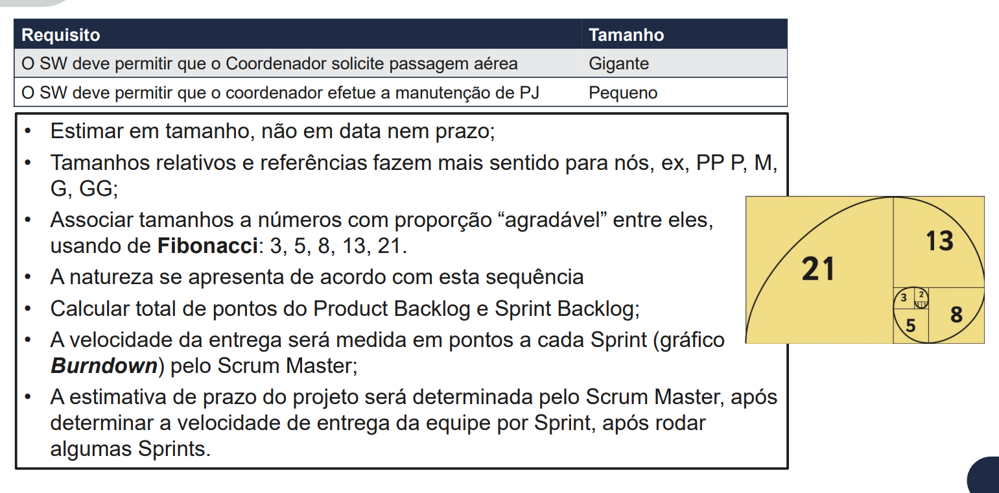 Requisito Tamanho
O SW deve permitir que o Coordenador solicite passagem aérea Gigante
O SW deve permitir que o coordenador efetue a manutenção de PJ Pequeno
• Estimar em tamanho, não em data nem prazo;
• Tamanhos relativos e referências fazem mais sentido para nós, ex, PP P, M,
G, GG;
• Associar tamanhos a números com proporção “agradável” entre eles,
usando de Fibonacci: 3, 5, 8, 13, 21.
• A natureza se apresenta de acordo com esta sequência
• Calcular total de pontos do Product Backlog e Sprint Backlog;
• A velocidade da entrega será medida em pontos a cada Sprint (gráfico
Burndown) pelo Scrum Master;
• A estimativa de prazo do projeto será determinada pelo Scrum Master, após
determinar a velocidade de entrega da equipe por Sprint, após rodar
algumas Sprints.
21
13
3 2
1 1
5
8